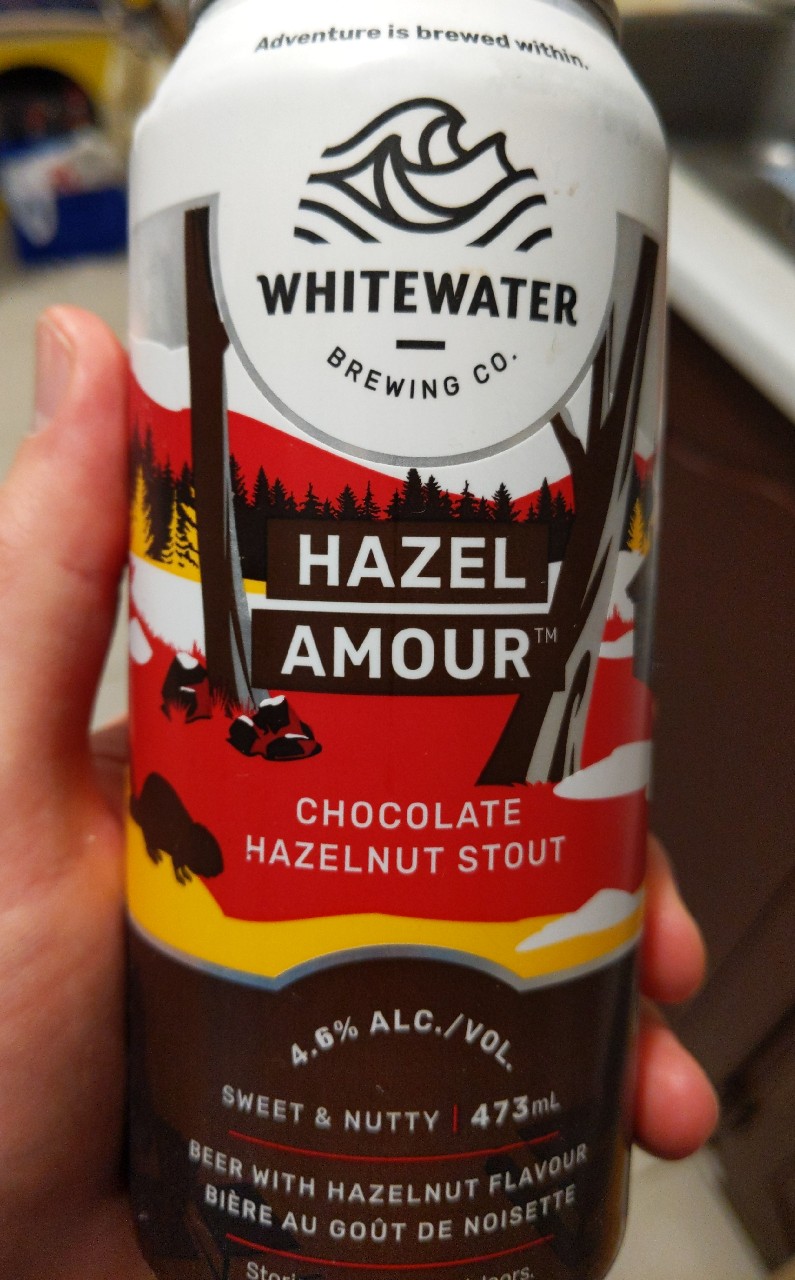 Adventure is brewed within.
WHITEWATER
BREWING CO.
HAZEL
AMOUR™
CHOCOLATE
HAZELNUT STOUT
4.6% ALC./VOL.
SWEET & NUTTY | 473mL
BEER WITH HAZELNUT FLAVOUR
BIÈRE AU GOÛT DE NOISETTE